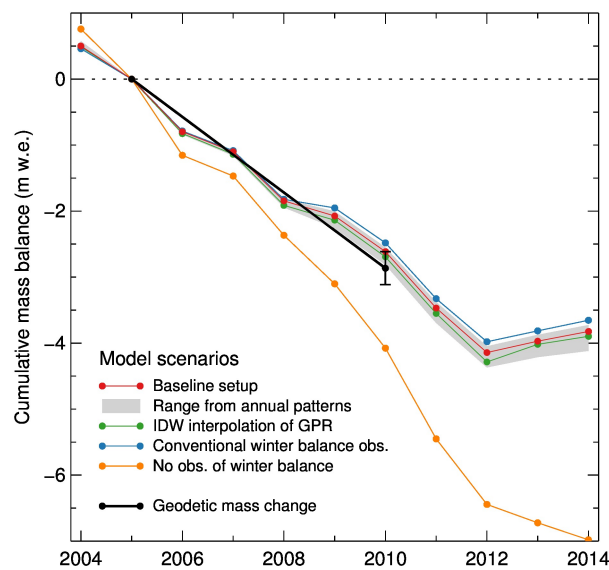 Cumulative mass balance (m w.e.)
0
−2
−4
−6
Model scenarios
Baseline setup
Range from annual patterns
IDW interpolation of GPR
Conventional winter balance obs.
No obs. of winter balance
Geodetic mass change
2004 2006 2008 2010 2012 2014